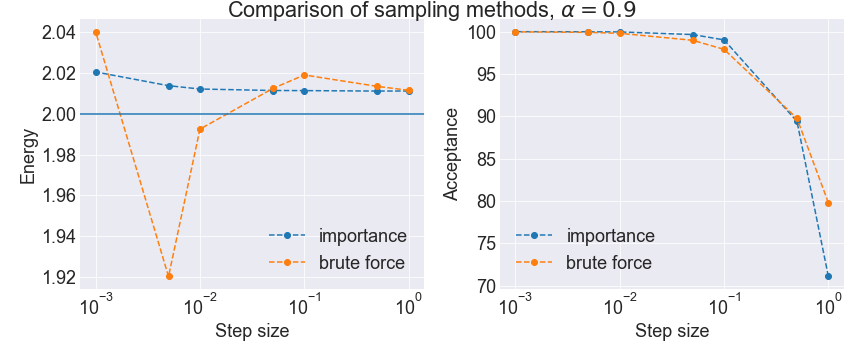 Comparison of sampling methods, α = 0.9
Energy
2.04
2.02
2.00
1.98
1.96
1.94
1.92
importance
brute force
10⁻³
10⁻²
10⁻¹
10⁰
Step size
Acceptance
100
95
90
85
80
75
70
importance
brute force
10⁻³
10⁻²
10⁻¹
10⁰
Step size